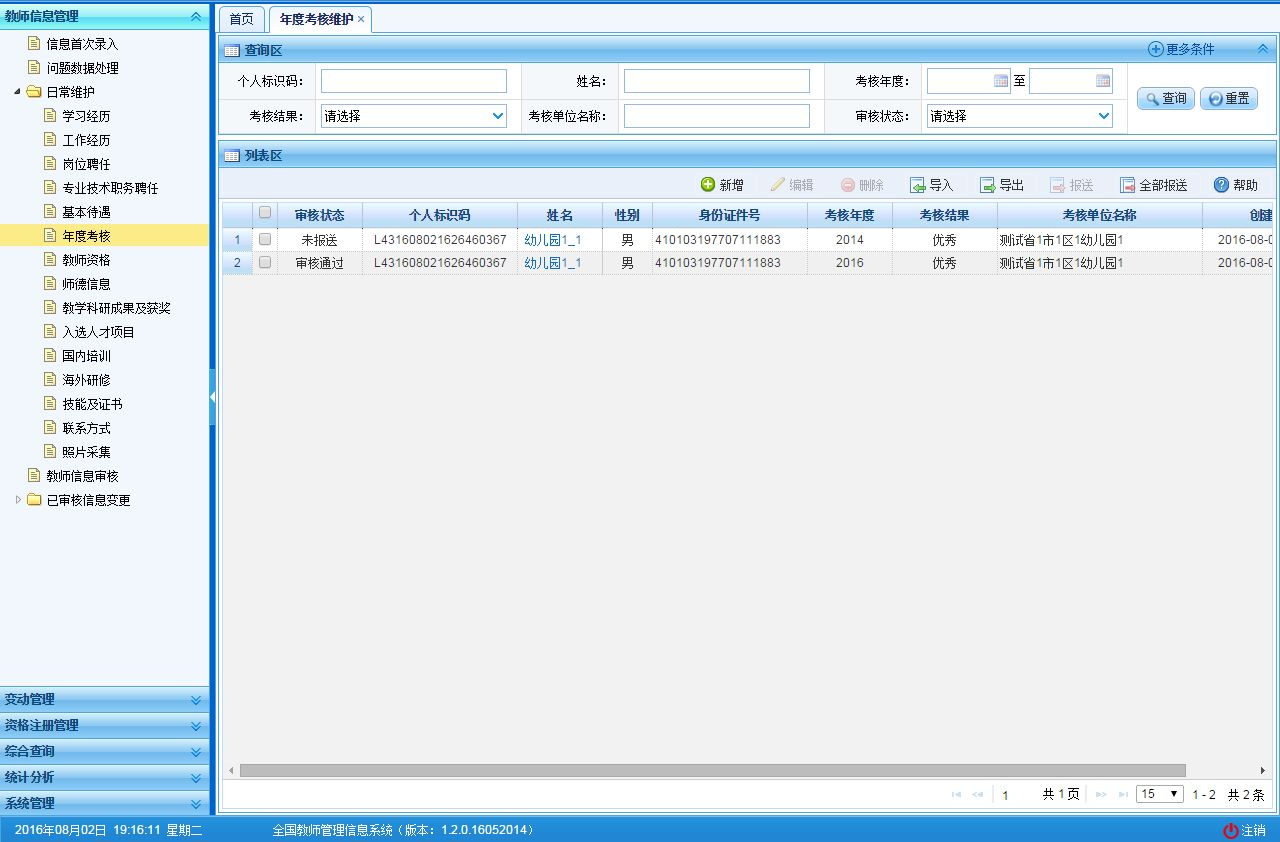 教师信息管理
信息首次录入
问题数据处理
日常维护
学习经历
工作经历
岗位聘任
专业技术职务聘任
基本待遇
年度考核
教师资格
师德信息
教学科研成果及获奖
入选人才项目
国内培训
海外研修
技能及证书
联系方式
照片采集
教师信息审核
已审核信息变更
变动管理
资格注册管理
综合查询
统计分析
系统管理
首页 年度考核维护 ×
查询区 更多条件
个人标识码： 姓名： 考核年度： 至
考核结果： 请选择 考核单位名称： 审核状态： 请选择
查询 重置
列表区
新增 编辑 删除 导入 导出 报送 全部报送 帮助
审核状态 个人标识码 姓名 性别 身份证件号 考核年度 考核结果 考核单位名称 创建
1 未报送 L431608021626460367 幼儿园1_1 男 410103197707111883 2014 优秀 测试省1市1区1幼儿园1 2016-08-0
2 审核通过 L431608021626460367 幼儿园1_1 男 410103197707111883 2016 优秀 测试省1市1区1幼儿园1 2016-08-0
1 共 1 页 15 1 - 2 共 2 条
2016年08月02日 19:16:11 星期二 全国教师管理信息系统（版本：1.2.0.16052014） 注销